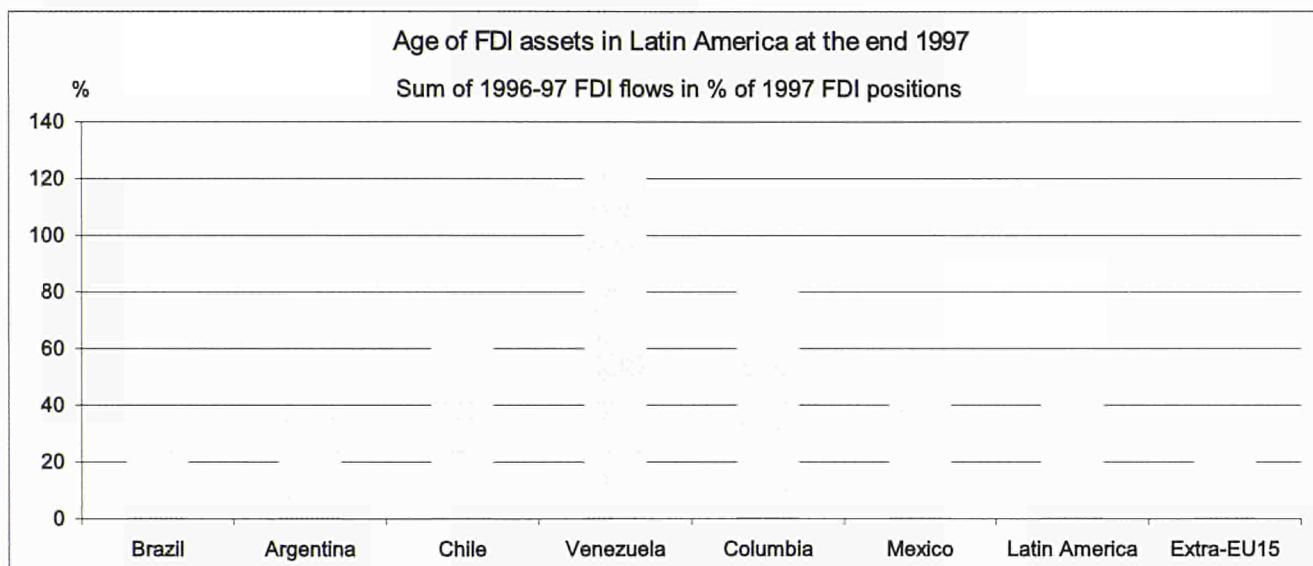 Age of FDI assets in Latin America at the end 1997
% Sum of 1996-97 FDI flows in % of 1997 FDI positions
140
120
100
80
60
40
20
0
Brazil Argentina Chile Venezuela Columbia Mexico Latin America Extra-EU15